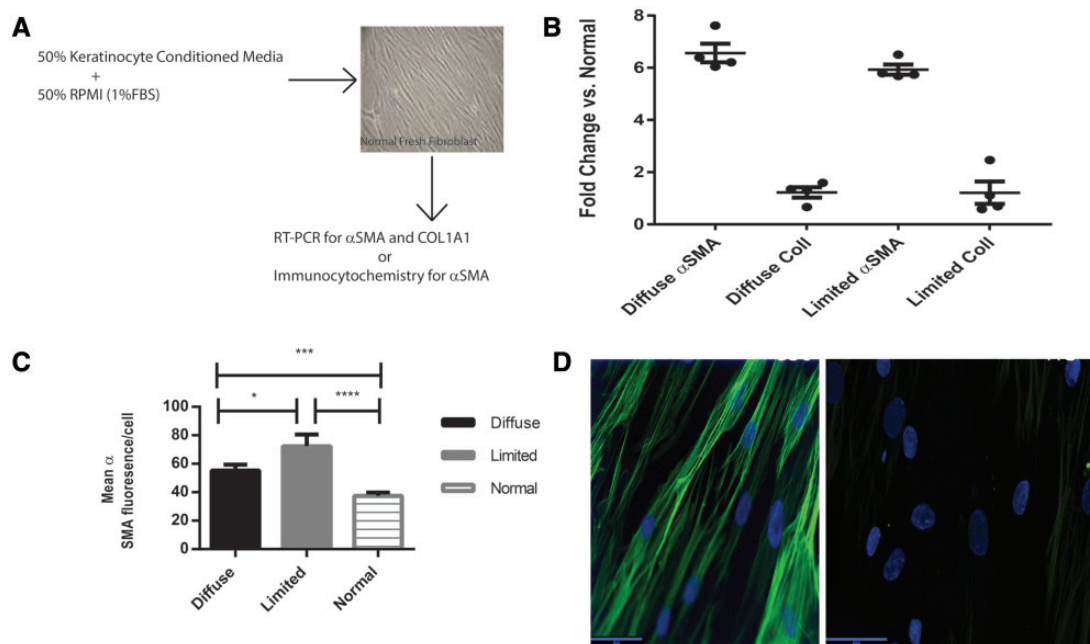 A
50% Keratinocyte Conditioned Media
+
50% RPMI (1%FBS)
Normal Fresh Fibroblast
RT-PCR for αSMA and COL1A1
or
Immunocytochemistry for αSMA
B
Fold Change vs. Normal
8
6
4
2
0
Diffuse αSMA
Diffuse Coll
Limited αSMA
Limited Coll
C
***
*
****
Mean α
SMA fluoresence/cell
100
80
60
40
20
0
Diffuse
Limited
Normal
Diffuse
Limited
Normal
D